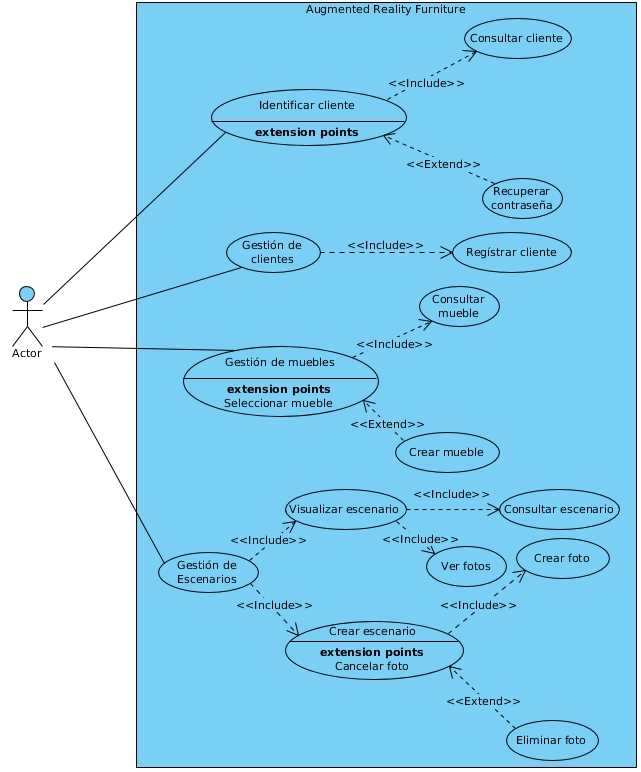 Augmented Reality Furniture
Consultar cliente
<<Include>>
Identificar cliente
extension points
<<Extend>>
Recuperar
contraseña
Gestión de
clientes
<<Include>>
Regístrar cliente
Actor
Consultar
mueble
<<Include>>
Gestión de muebles
extension points
Seleccionar mueble
<<Extend>>
Crear mueble
Visualizar escenario
<<Include>>
Consultar escenario
<<Include>>
<<Include>>
Ver fotos
Crear foto
Gestión de
Escenarios
<<Include>>
<<Include>>
Crear escenario
extension points
Cancelar foto
<<Extend>>
Eliminar foto